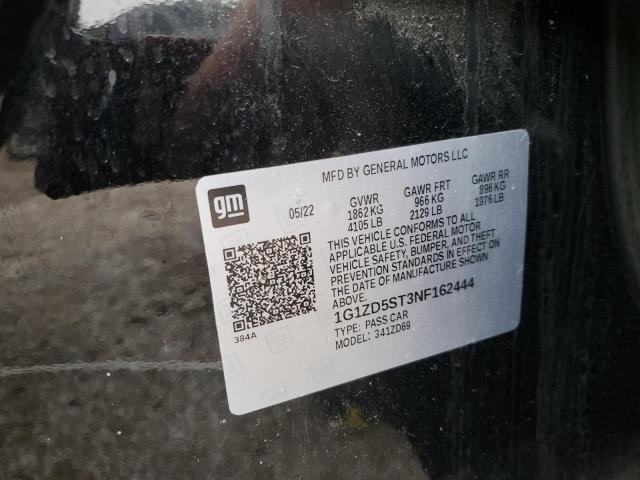 MFD BY GENERAL MOTORS LLC
gm
05/22
GVWR GAWR FRT GAWR RR
1862 KG 966 KG 896 KG
4105 LB 2129 LB 1976 LB
THIS VEHICLE CONFORMS TO ALL
APPLICABLE U.S. FEDERAL MOTOR
VEHICLE SAFETY, BUMPER, AND THEFT
PREVENTION STANDARDS IN EFFECT ON
THE DATE OF MANUFACTURE SHOWN
ABOVE.
1G1ZD5ST3NF162444
TYPE: PASS CAR
MODEL: 341ZD69
384A